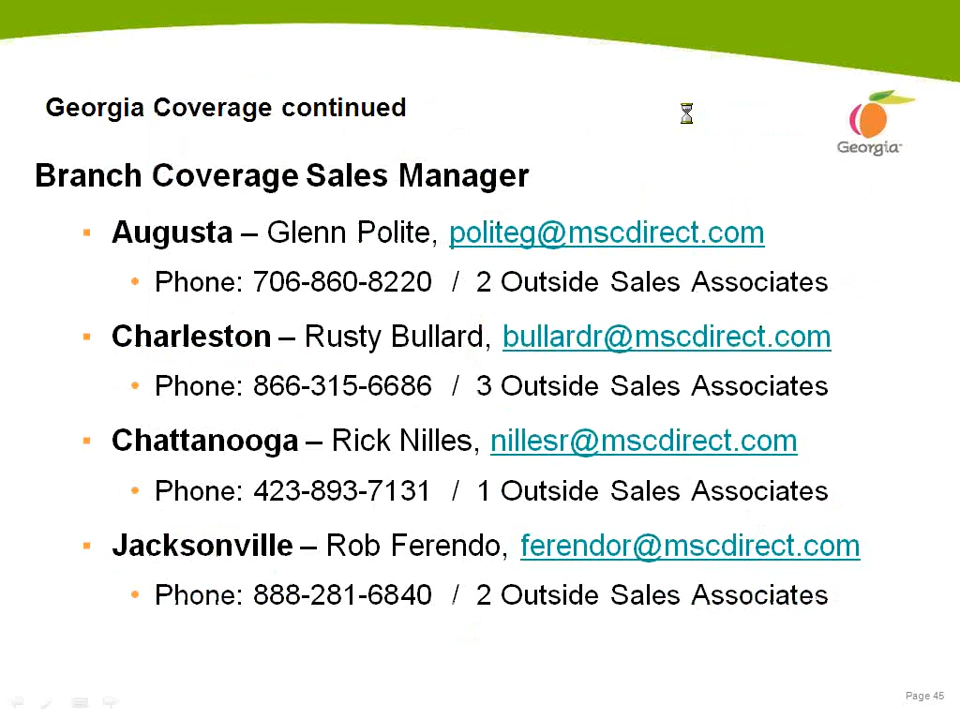 Georgia Coverage continued
Georgia
Branch Coverage Sales Manager
▪ Augusta – Glenn Polite, politeg@mscdirect.com
• Phone: 706-860-8220 / 2 Outside Sales Associates
▪ Charleston – Rusty Bullard, bullardr@mscdirect.com
• Phone: 866-315-6686 / 3 Outside Sales Associates
▪ Chattanooga – Rick Nilles, nillesr@mscdirect.com
• Phone: 423-893-7131 / 1 Outside Sales Associates
▪ Jacksonville – Rob Ferendo, ferendor@mscdirect.com
• Phone: 888-281-6840 / 2 Outside Sales Associates
Page 45